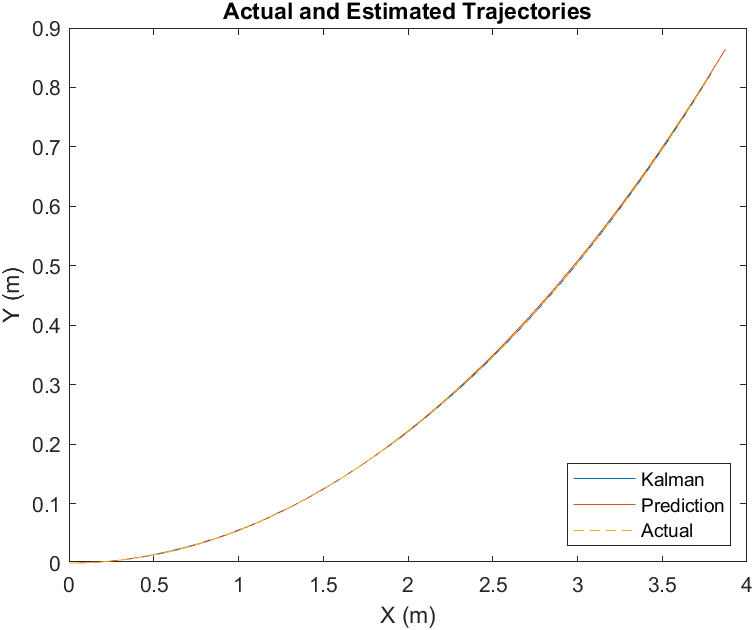 Actual and Estimated Trajectories
0.9
0.8
0.7
0.6
0.5
0.4
0.3
0.2
0.1
0
Y (m)
Kalman
Prediction
Actual
0 0.5 1 1.5 2 2.5 3 3.5 4
X (m)